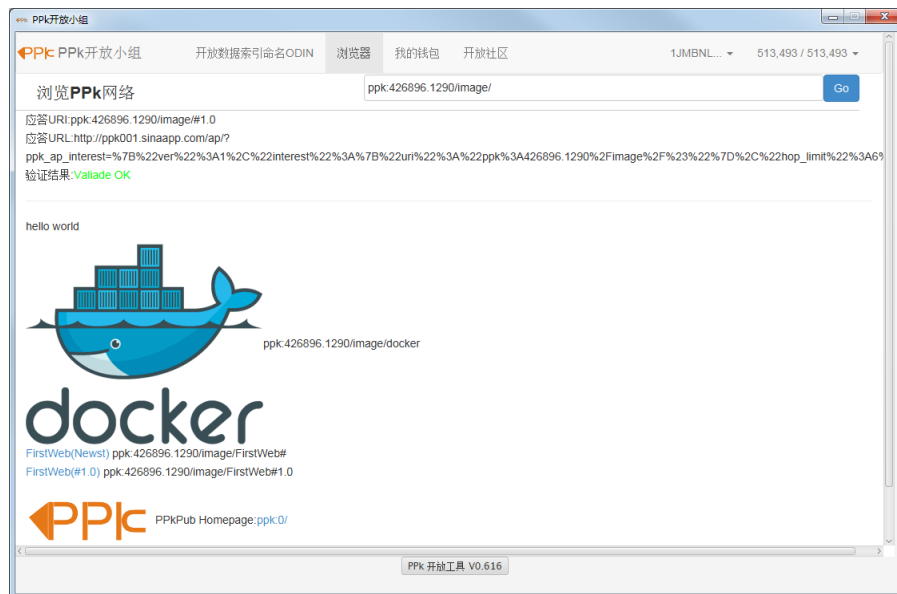 PPk开放小组
PPk PPk开放小组 开放数据索引命名ODIN 浏览器 我的钱包 开放社区 1JMBNL... 513,493 / 513,493
浏览PPk网络 ppk:426896.1290/image/ Go
应答URI:ppk:426896.1290/image/#1.0
应答URL:http://ppk001.sinaapp.com/ap/?
ppk_ap_interest=%7B%22ver%22%3A1%2C%22interest%22%3A%7B%22uri%22%3A%22ppk%3A426896.1290%2Fimage%2F%23%22%7D%2C%22hop_limit%22%3A6%
验证结果:Valiade OK
hello world
ppk:426896.1290/image/docker
docker
FirstWeb(Newst) ppk:426896.1290/image/FirstWeb#
FirstWeb(#1.0) ppk:426896.1290/image/FirstWeb#1.0
PPk PPkPub Homepage:ppk:0/
PPk 开放工具 V0.616